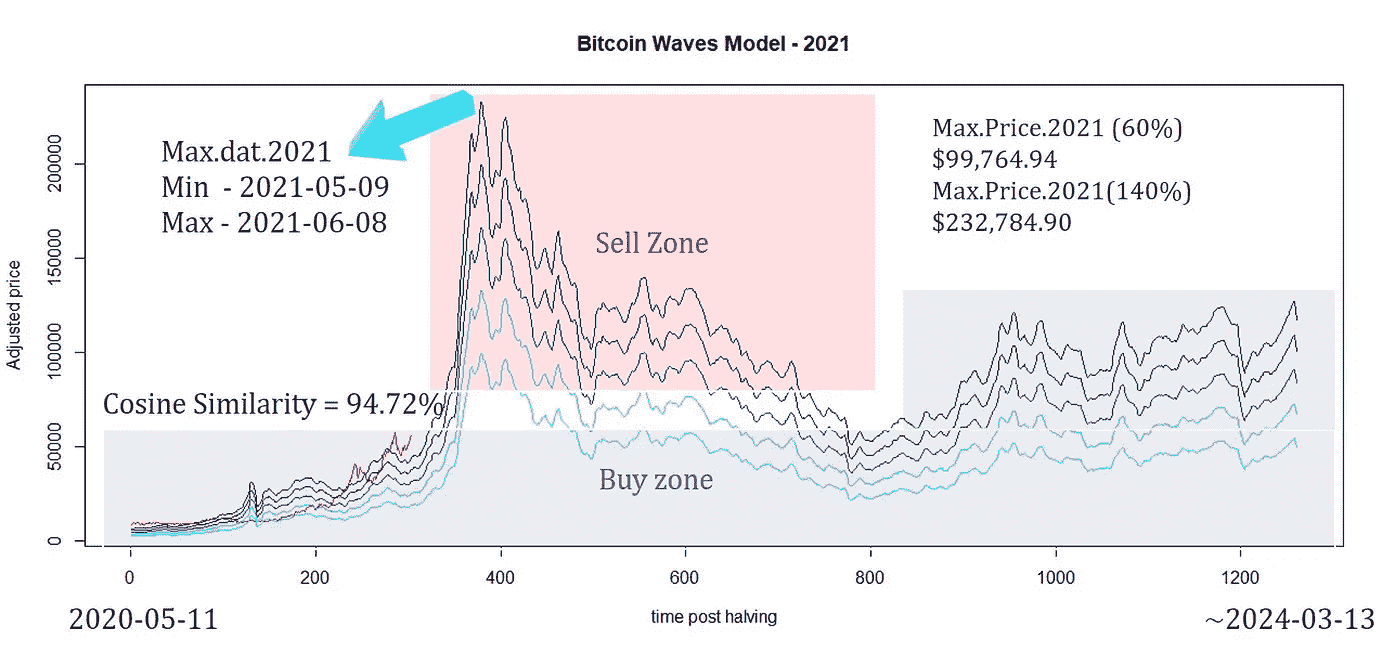 Bitcoin Waves Model - 2021
Max.dat.2021
Min - 2021-05-09
Max - 2021-06-08
Max.Price.2021 (60%)
$99,764.94
Max.Price.2021(140%)
$232,784.90
Sell Zone
Cosine Similarity = 94.72%
Buy zone
Adjusted price
200000
150000
100000
50000
0
0 200 400 600 800 1000 1200
2020-05-11
time post halving
~2024-03-13